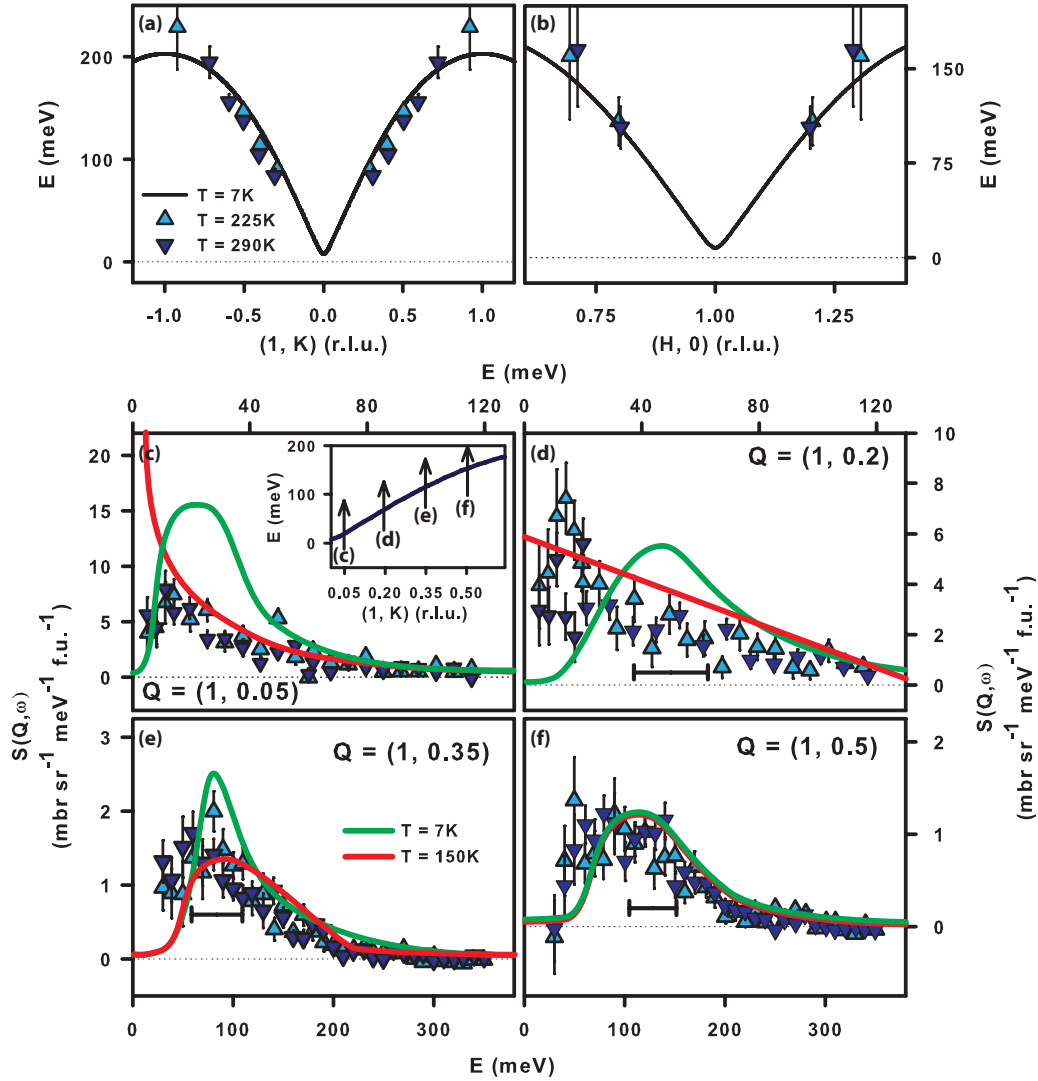 (a)
200
100
0
E (meV)
T = 7K
T = 225K
T = 290K
-1.0 -0.5 0.0 0.5 1.0
(1, K) (r.l.u.)
(b)
150
75
0
E (meV)
0.75 1.00 1.25
(H, 0) (r.l.u.)
E (meV)
0 40 80 120
0 40 80 120
(c)
20
15
10
5
0
200
100
0
E (meV)
(c)
(d)
(e)
(f)
0.05 0.20 0.35 0.50
(1, K) (r.l.u.)
Q = (1, 0.05)
(d)
Q = (1, 0.2)
10
8
6
4
2
0
S(Q,ω)
(mbr sr⁻¹ meV⁻¹ f.u.⁻¹)
S(Q,ω)
(mbr sr⁻¹ meV⁻¹ f.u.⁻¹)
(e)
Q = (1, 0.35)
3
2
1
0
T = 7K
T = 150K
(f)
Q = (1, 0.5)
2
1
0
0 100 200 300
0 100 200 300
E (meV)